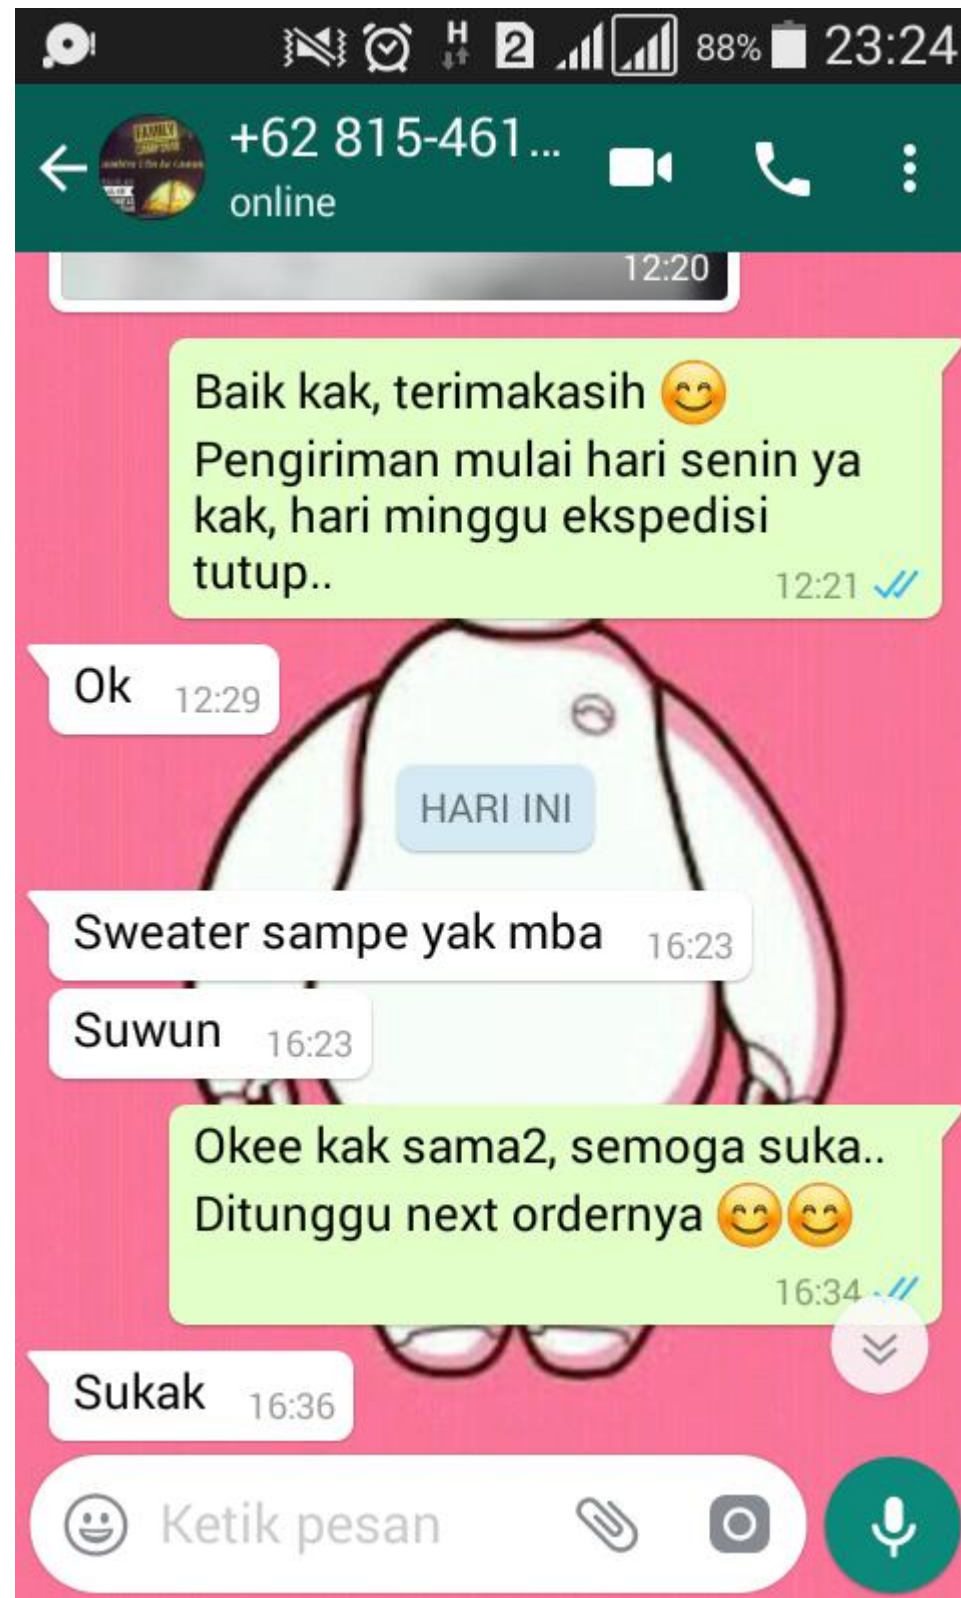 H 2 88% 23:24
FAMILY
+62 815-461...
online
12:20
Baik kak, terimakasih 😊
Pengiriman mulai hari senin ya
kak, hari minggu ekspedisi
tutup..
12:21
Ok 12:29
HARI INI
Sweater sampe yak mba 16:23
Suwun 16:23
Okee kak sama2, semoga suka..
Ditunggu next ordernya 😊😊
16:34
Sukak 16:36
Ketik pesan